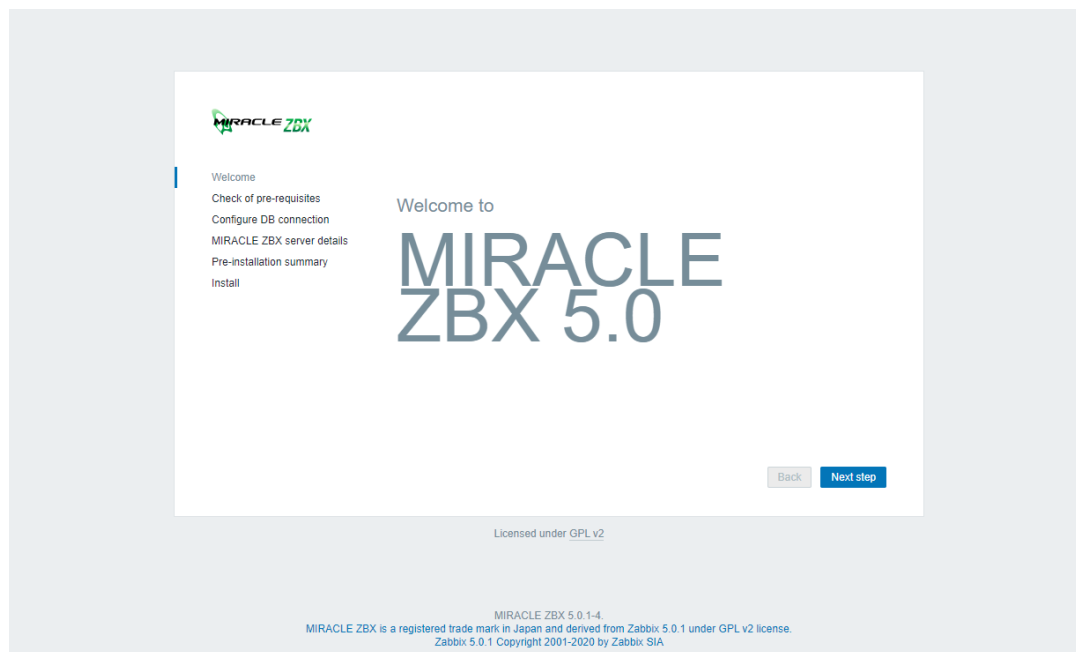 MIRACLE ZBX
Welcome
Check of pre-requisites
Configure DB connection
MIRACLE ZBX server details
Pre-installation summary
Install
Welcome to
MIRACLE
ZBX 5.0
Back
Next step
Licensed under GPL v2
MIRACLE ZBX 5.0.1-4.
MIRACLE ZBX is a registered trade mark in Japan and derived from Zabbix 5.0.1 under GPL v2 license.
Zabbix 5.0.1 Copyright 2001-2020 by Zabbix SIA